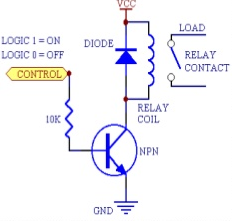 VCC
LOAD
DIODE
LOGIC 1 = ON
LOGIC 0 = OFF
RELAY
CONTACT
CONTROL
RELAY
COIL
10K
NPN
GND